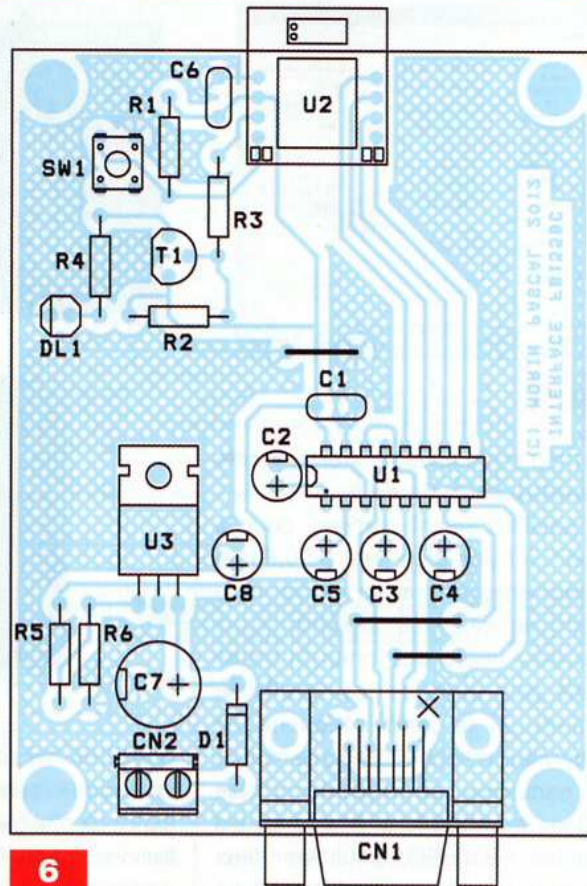 C6
R1
U2
SW1
R3
R4
T1
DL1
R2
(C) MORIN PASCAL 2012
INTERFACE FB155BC
C1
C2
U1
U3
C8
C5
C3
C4
R5
R6
C7
CN2
D1
CN1
6